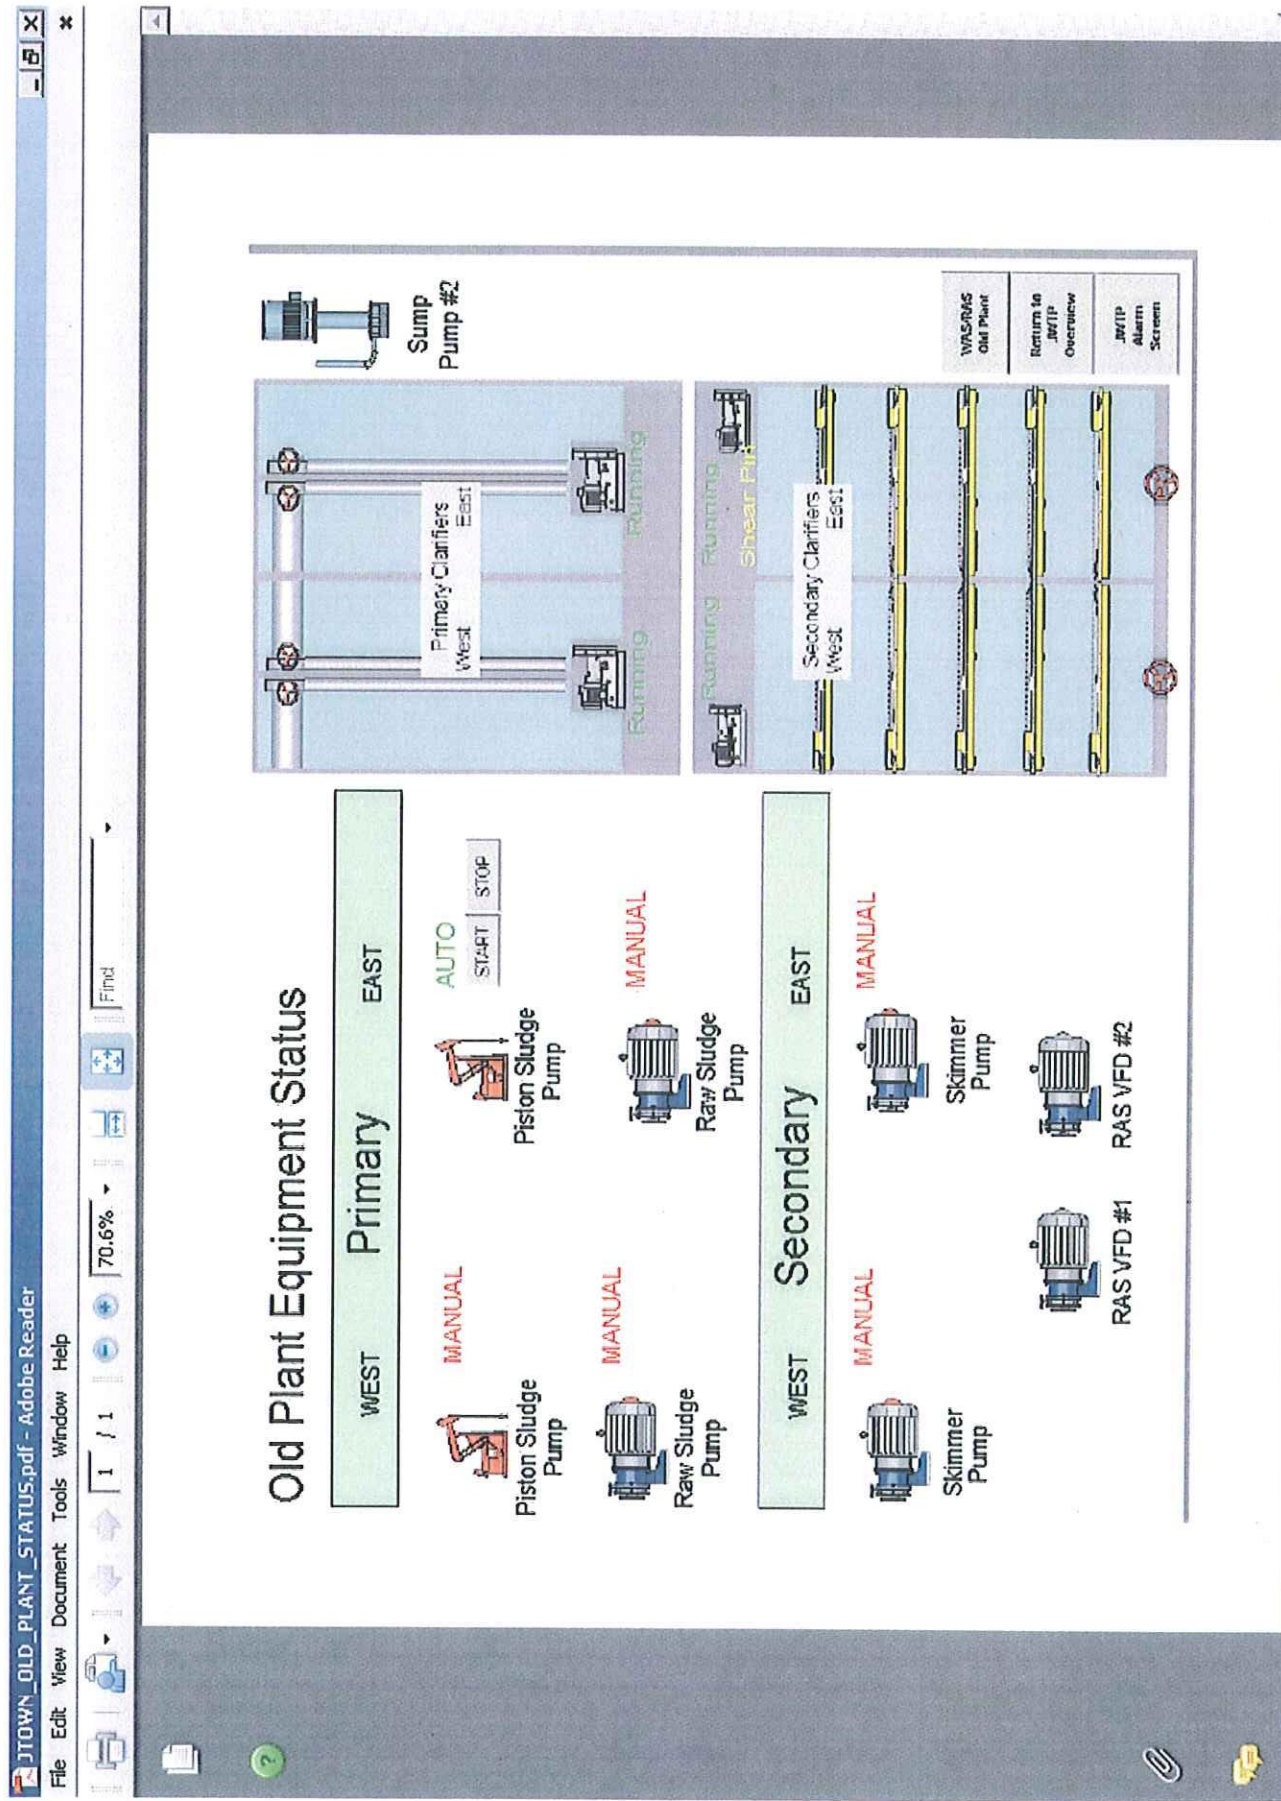 JTOWN_OLD_PLANT_STATUS.pdf - Adobe Reader
File Edit View Document Tools Window Help
1 / 1 70.6% Find
Old Plant Equipment Status
WEST Primary EAST
MANUAL
Piston Sludge
Pump
AUTO
START STOP
Piston Sludge
Pump
MANUAL
Raw Sludge
Pump
MANUAL
Raw Sludge
Pump
WEST Secondary EAST
MANUAL
Skimmer
Pump
MANUAL
Skimmer
Pump
RAS VFD #1
RAS VFD #2
Primary Clarifiers
West East
Running Running
Running Running
Shear Pin
Secondary Clarifiers
West East
Sump
Pump #2
WAS/RAS
Old Plant
Return to
JWTP
Overview
JWTP
Alarm
Screen